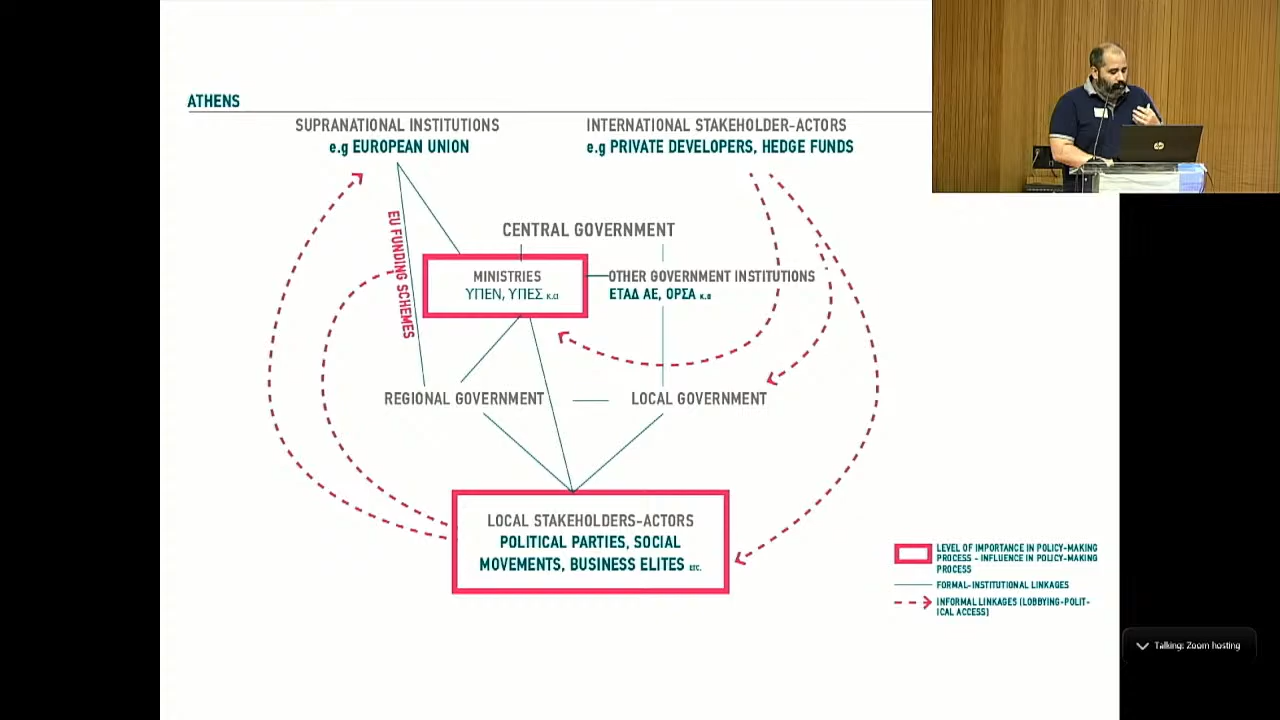 ATHENS
SUPRANATIONAL INSTITUTIONS
e.g EUROPEAN UNION
INTERNATIONAL STAKEHOLDER-ACTORS
e.g PRIVATE DEVELOPERS, HEDGE FUNDS
EU FUNDING SCHEMES
CENTRAL GOVERNMENT
MINISTRIES
ΥΠΕΝ, ΥΠΕΣ κ.α
OTHER GOVERNMENT INSTITUTIONS
ΕΤΑΔ ΑΕ, ΟΡΣΑ κ.α
REGIONAL GOVERNMENT
LOCAL GOVERNMENT
LOCAL STAKEHOLDERS-ACTORS
POLITICAL PARTIES, SOCIAL
MOVEMENTS, BUSINESS ELITES ETC.
LEVEL OF IMPORTANCE IN POLICY-MAKING
PROCESS - INFLUENCE IN POLICY-MAKING
PROCESS
FORMAL-INSTITUTIONAL LINKAGES
INFORMAL LINKAGES (LOBBYING-POLIT-
ICAL ACCESS)
Talking: Zoom hosting
hp